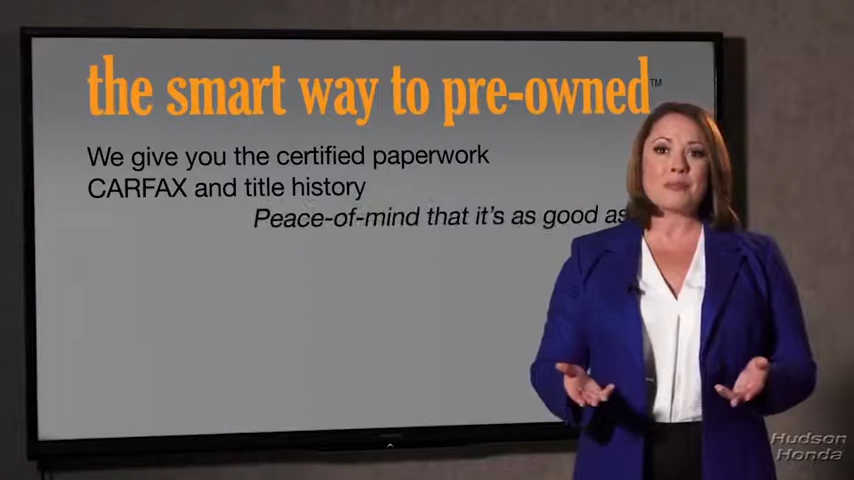 the smart way to pre-owned™
We give you the certified paperwork
CARFAX and title history
Peace-of-mind that it's as good as
Hudson
Honda